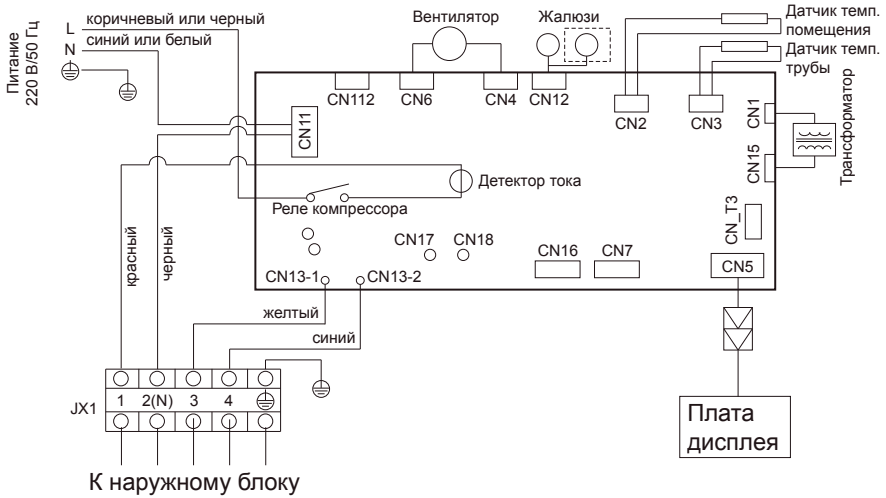 Питание
220 В/50 Гц
L
коричневый или черный
N
синий или белый
Вентилятор
Жалюзи
Датчик темп.
помещения
Датчик темп.
трубы
CN112
CN6
CN4
CN12
CN2
CN3
CN1
CN15
Трансформатор
CN11
Детектор тока
Реле компрессора
CN_T3
CN17
CN18
CN16
CN7
CN5
CN13-1
CN13-2
красный
черный
желтый
синий
JX1
1
2(N)
3
4
Плата
дисплея
К наружному блоку